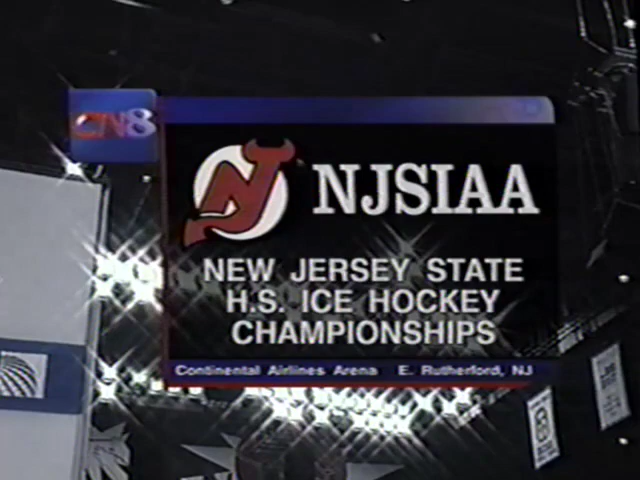 CN8
NJSIAA
NEW JERSEY STATE
H.S. ICE HOCKEY
CHAMPIONSHIPS
Continental Airlines Arena E. Rutherford, NJ